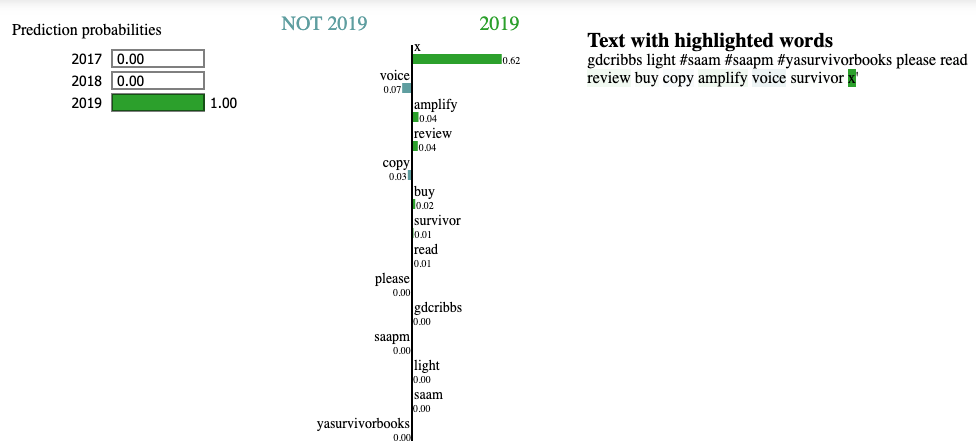 Prediction probabilities
2017 0.00
2018 0.00
2019 1.00
NOT 2019 2019
x
0.62
voice
0.07
amplify
0.04
review
0.04
copy
0.03
buy
0.02
survivor
0.01
read
0.01
please
0.00
gdcribbs
0.00
saapm
0.00
light
0.00
saam
0.00
yasurvivorbooks
0.00
Text with highlighted words
gdcribbs light #saam #saapm #yasurvivorbooks please read
review buy copy amplify voice survivor x'